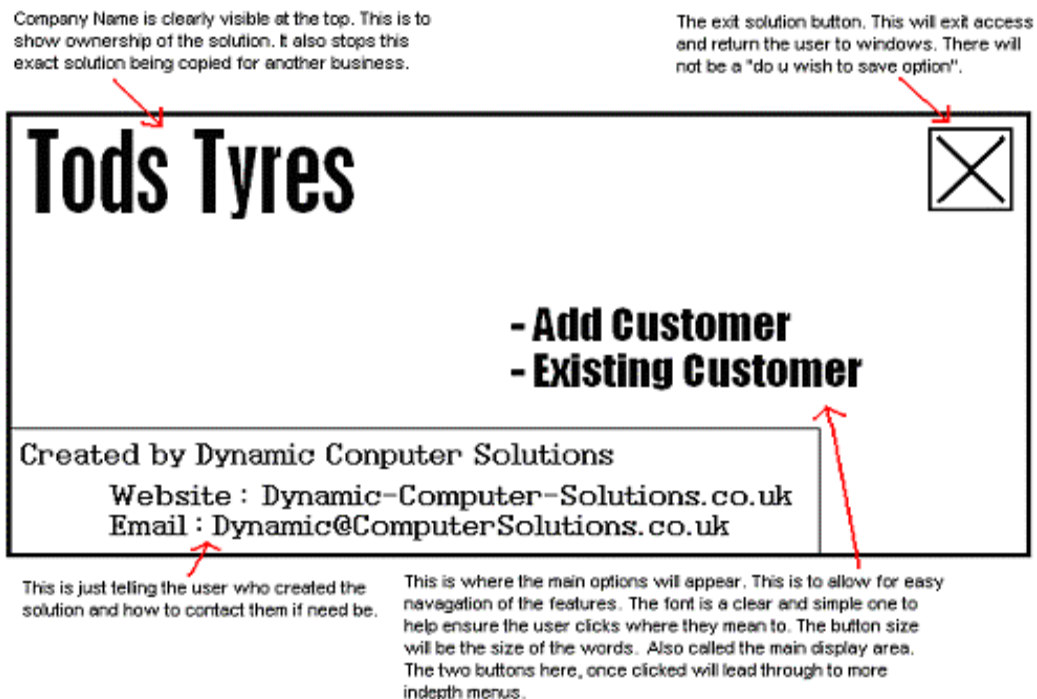 Company Name is clearly visible at the top. This is to
show ownership of the solution. It also stops this
exact solution being copied for another business.
The exit solution button. This will exit access
and return the user to windows. There will
not be a "do u wish to save option".
Tods Tyres
- Add Customer
- Existing Customer
Created by Dynamic Conputer Solutions
Website : Dynamic-Computer-Solutions.co.uk
Email : Dynamic@ComputerSolutions.co.uk
This is just telling the user who created the
solution and how to contact them if need be.
This is where the main options will appear. This is to allow for easy
navagation of the features. The font is a clear and simple one to
help ensure the user clicks where they mean to. The button size
will be the size of the words. Also called the main display area.
The two buttons here, once clicked will lead through to more
indepth menus.